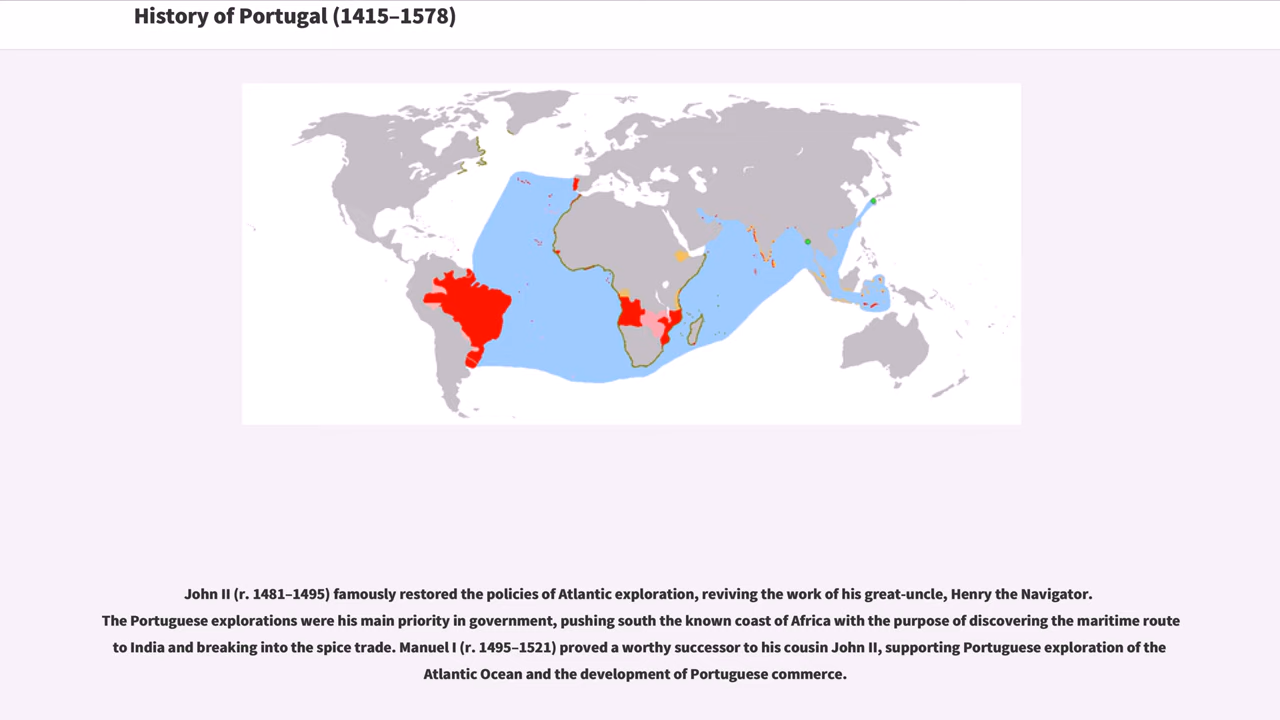 History of Portugal (1415–1578)
John II (r. 1481–1495) famously restored the policies of Atlantic exploration, reviving the work of his great-uncle, Henry the Navigator.
The Portuguese explorations were his main priority in government, pushing south the known coast of Africa with the purpose of discovering the maritime route
to India and breaking into the spice trade. Manuel I (r. 1495–1521) proved a worthy successor to his cousin John II, supporting Portuguese exploration of the
Atlantic Ocean and the development of Portuguese commerce.